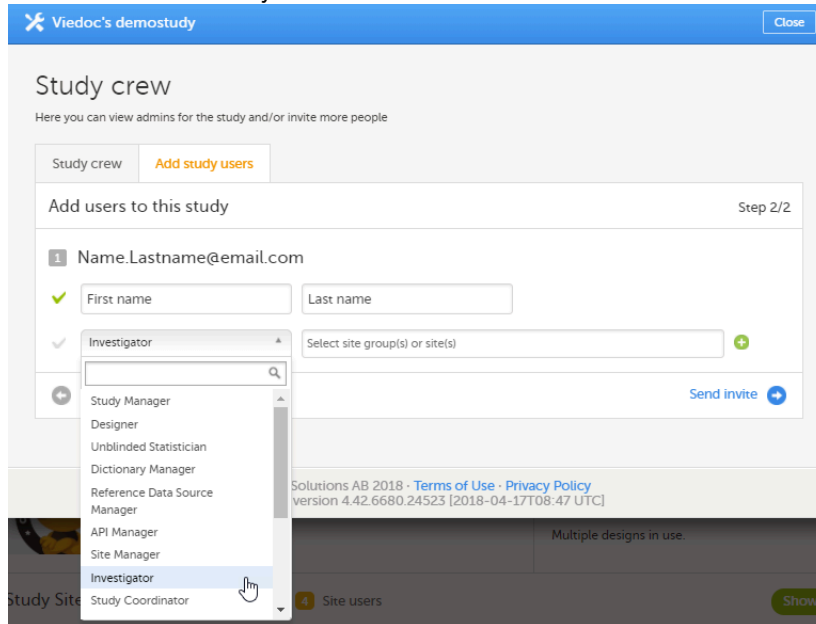 Viedoc's demostudy
Close
Study crew
Here you can view admins for the study and/or invite more people
Study crew
Add study users
Add users to this study
Step 2/2
1
Name.Lastname@email.com
First name
Last name
Investigator
Select site group(s) or site(s)
Study Manager
Designer
Unblinded Statistician
Dictionary Manager
Reference Data Source
Manager
API Manager
Site Manager
Investigator
Study Coordinator
Send invite
Solutions AB 2018 · Terms of Use · Privacy Policy
version 4.42.6680.24523 [2018-04-17T08:47 UTC]
Multiple designs in use.
Study Site
4
Site users
Show